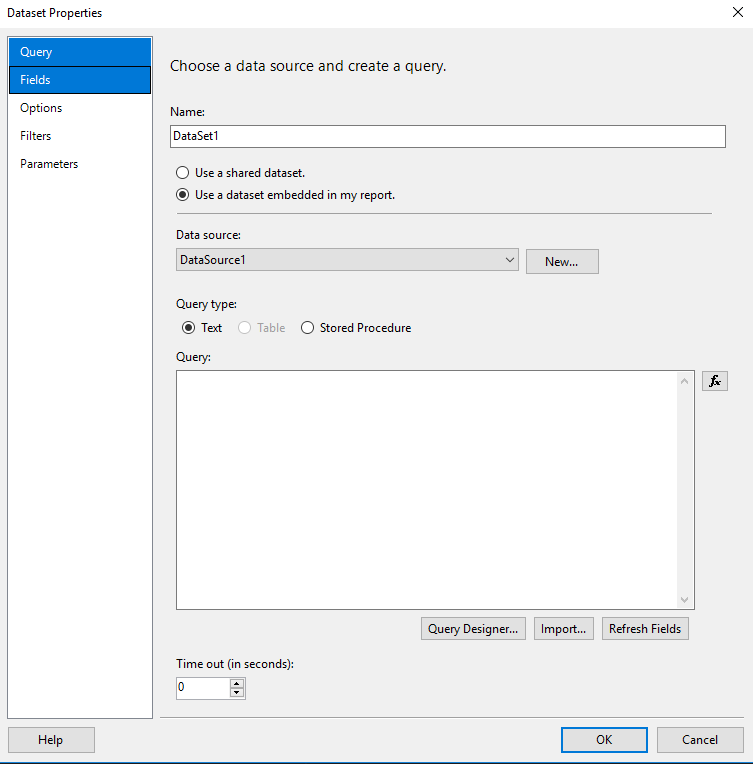 Dataset Properties
Query
Fields
Options
Filters
Parameters
Choose a data source and create a query.
Name:
DataSet1
Use a shared dataset.
Use a dataset embedded in my report.
Data source:
DataSource1
New...
Query type:
Text Table Stored Procedure
Query:
fx
Query Designer... Import... Refresh Fields
Time out (in seconds):
0
Help OK Cancel